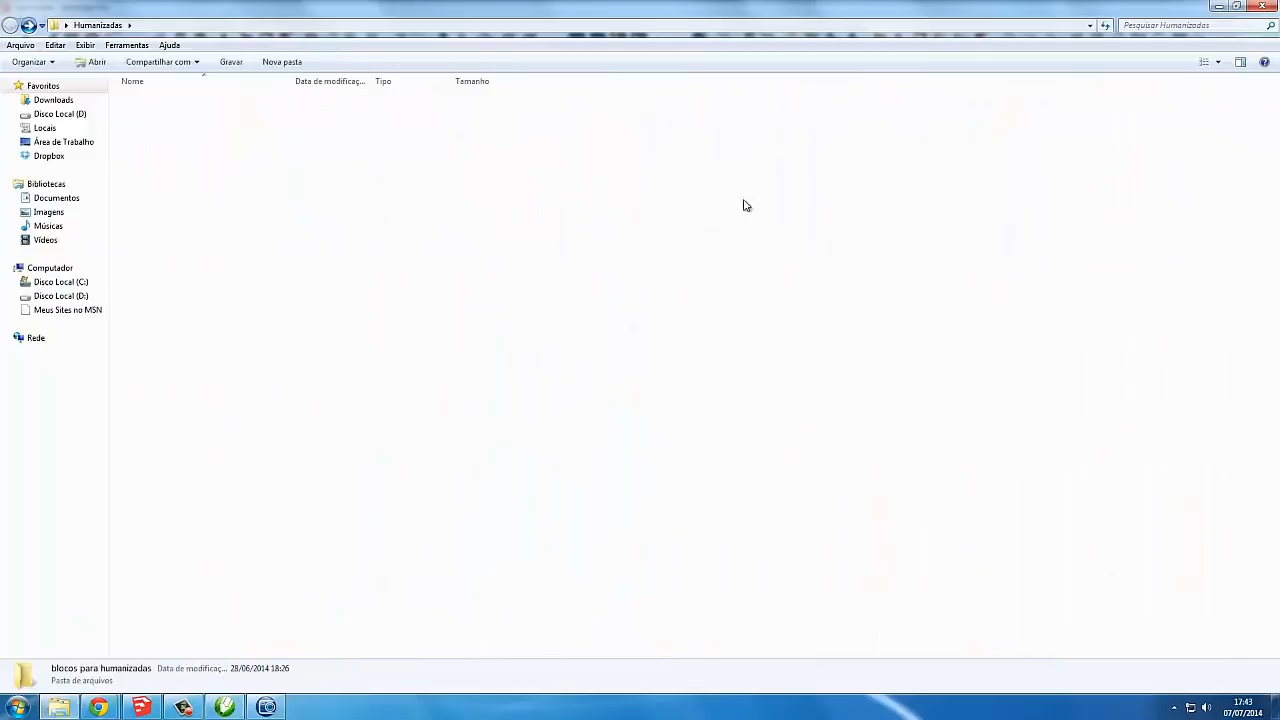 Humanizadas
Pesquisar Humanizadas
Arquivo Editar Exibir Ferramentas Ajuda
Organizar Abrir Compartilhar com Gravar Nova pasta
Nome Data de modificaç... Tipo Tamanho
Favoritos
Downloads
Disco Local (D)
Locais
Área de Trabalho
Dropbox
Bibliotecas
Documentos
Imagens
Músicas
Vídeos
Computador
Disco Local (C:)
Disco Local (D:)
Meus Sites no MSN
Rede
blocos para humanizadas Data de modificaç... 28/06/2014 18:26
Pasta de arquivos
17:43
07/07/2014